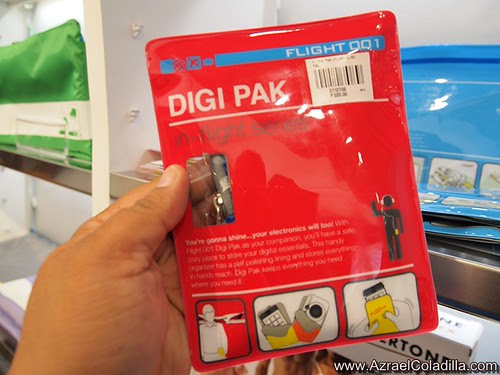 FLIGHT 001
DIGI PAK
in-flight series
You're gonna shine...your electronics will too! With
Flight 001 Digi Pak as your companion, you'll have a safe,
cozy place to store your digital essentials. This handy
organizer has a self polishing lining and stores everything
in hands reach. Digi Pak keeps everything you need
where you need it.
www.AzraelColadilla.com